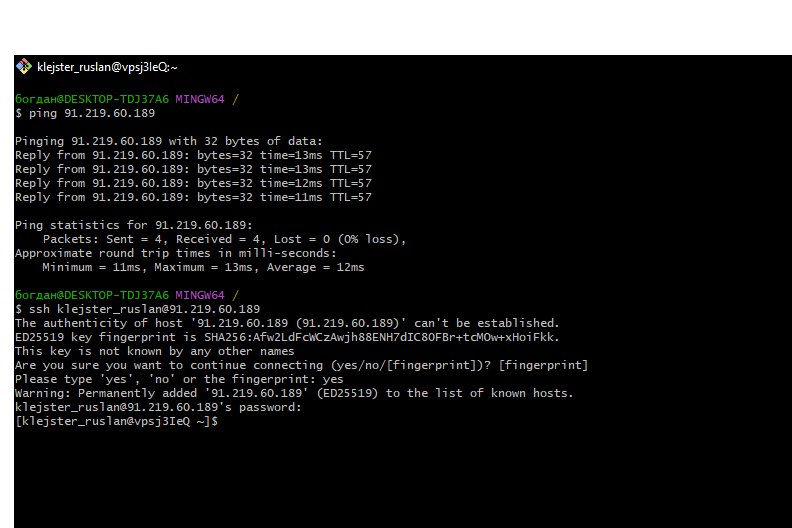 klejster_ruslan@vpsj3IeQ:~
богдан@DESKTOP-TDJ37A6 MINGW64 /
$ ping 91.219.60.189
Pinging 91.219.60.189 with 32 bytes of data:
Reply from 91.219.60.189: bytes=32 time=13ms TTL=57
Reply from 91.219.60.189: bytes=32 time=13ms TTL=57
Reply from 91.219.60.189: bytes=32 time=12ms TTL=57
Reply from 91.219.60.189: bytes=32 time=11ms TTL=57
Ping statistics for 91.219.60.189:
    Packets: Sent = 4, Received = 4, Lost = 0 (0% loss),
Approximate round trip times in milli-seconds:
    Minimum = 11ms, Maximum = 13ms, Average = 12ms
богдан@DESKTOP-TDJ37A6 MINGW64 /
$ ssh klejster_ruslan@91.219.60.189
The authenticity of host '91.219.60.189 (91.219.60.189)' can't be established.
ED25519 key fingerprint is SHA256:Afw2LdFcWCzAwjh88ENH7dIC8OFBr+tcMOw+xHoiFkk.
This key is not known by any other names
Are you sure you want to continue connecting (yes/no/[fingerprint])? [fingerprint]
Please type 'yes', 'no' or the fingerprint: yes
Warning: Permanently added '91.219.60.189' (ED25519) to the list of known hosts.
klejster_ruslan@91.219.60.189's password:
[klejster_ruslan@vpsj3IeQ ~]$